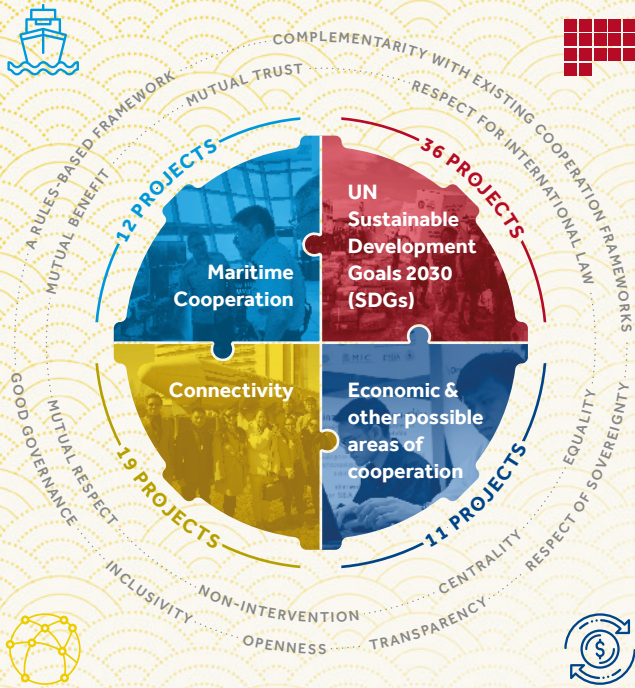 COMPLEMENTARITY WITH EXISTING COOPERATION FRAMEWORKS
A RULES-BASED FRAMEWORK
MUTUAL TRUST
RESPECT FOR INTERNATIONAL LAW
MUTUAL BENEFIT
12 PROJECTS
36 PROJECTS
Maritime
Cooperation
UN
Sustainable
Development
Goals 2030
(SDGs)
Connectivity
Economic &
other possible
areas of
cooperation
19 PROJECTS
11 PROJECTS
GOOD GOVERNANCE
MUTUAL RESPECT
EQUALITY
RESPECT OF SOVEREIGNTY
INCLUSIVITY
NON-INTERVENTION
CENTRALITY
OPENNESS
TRANSPARENCY
$